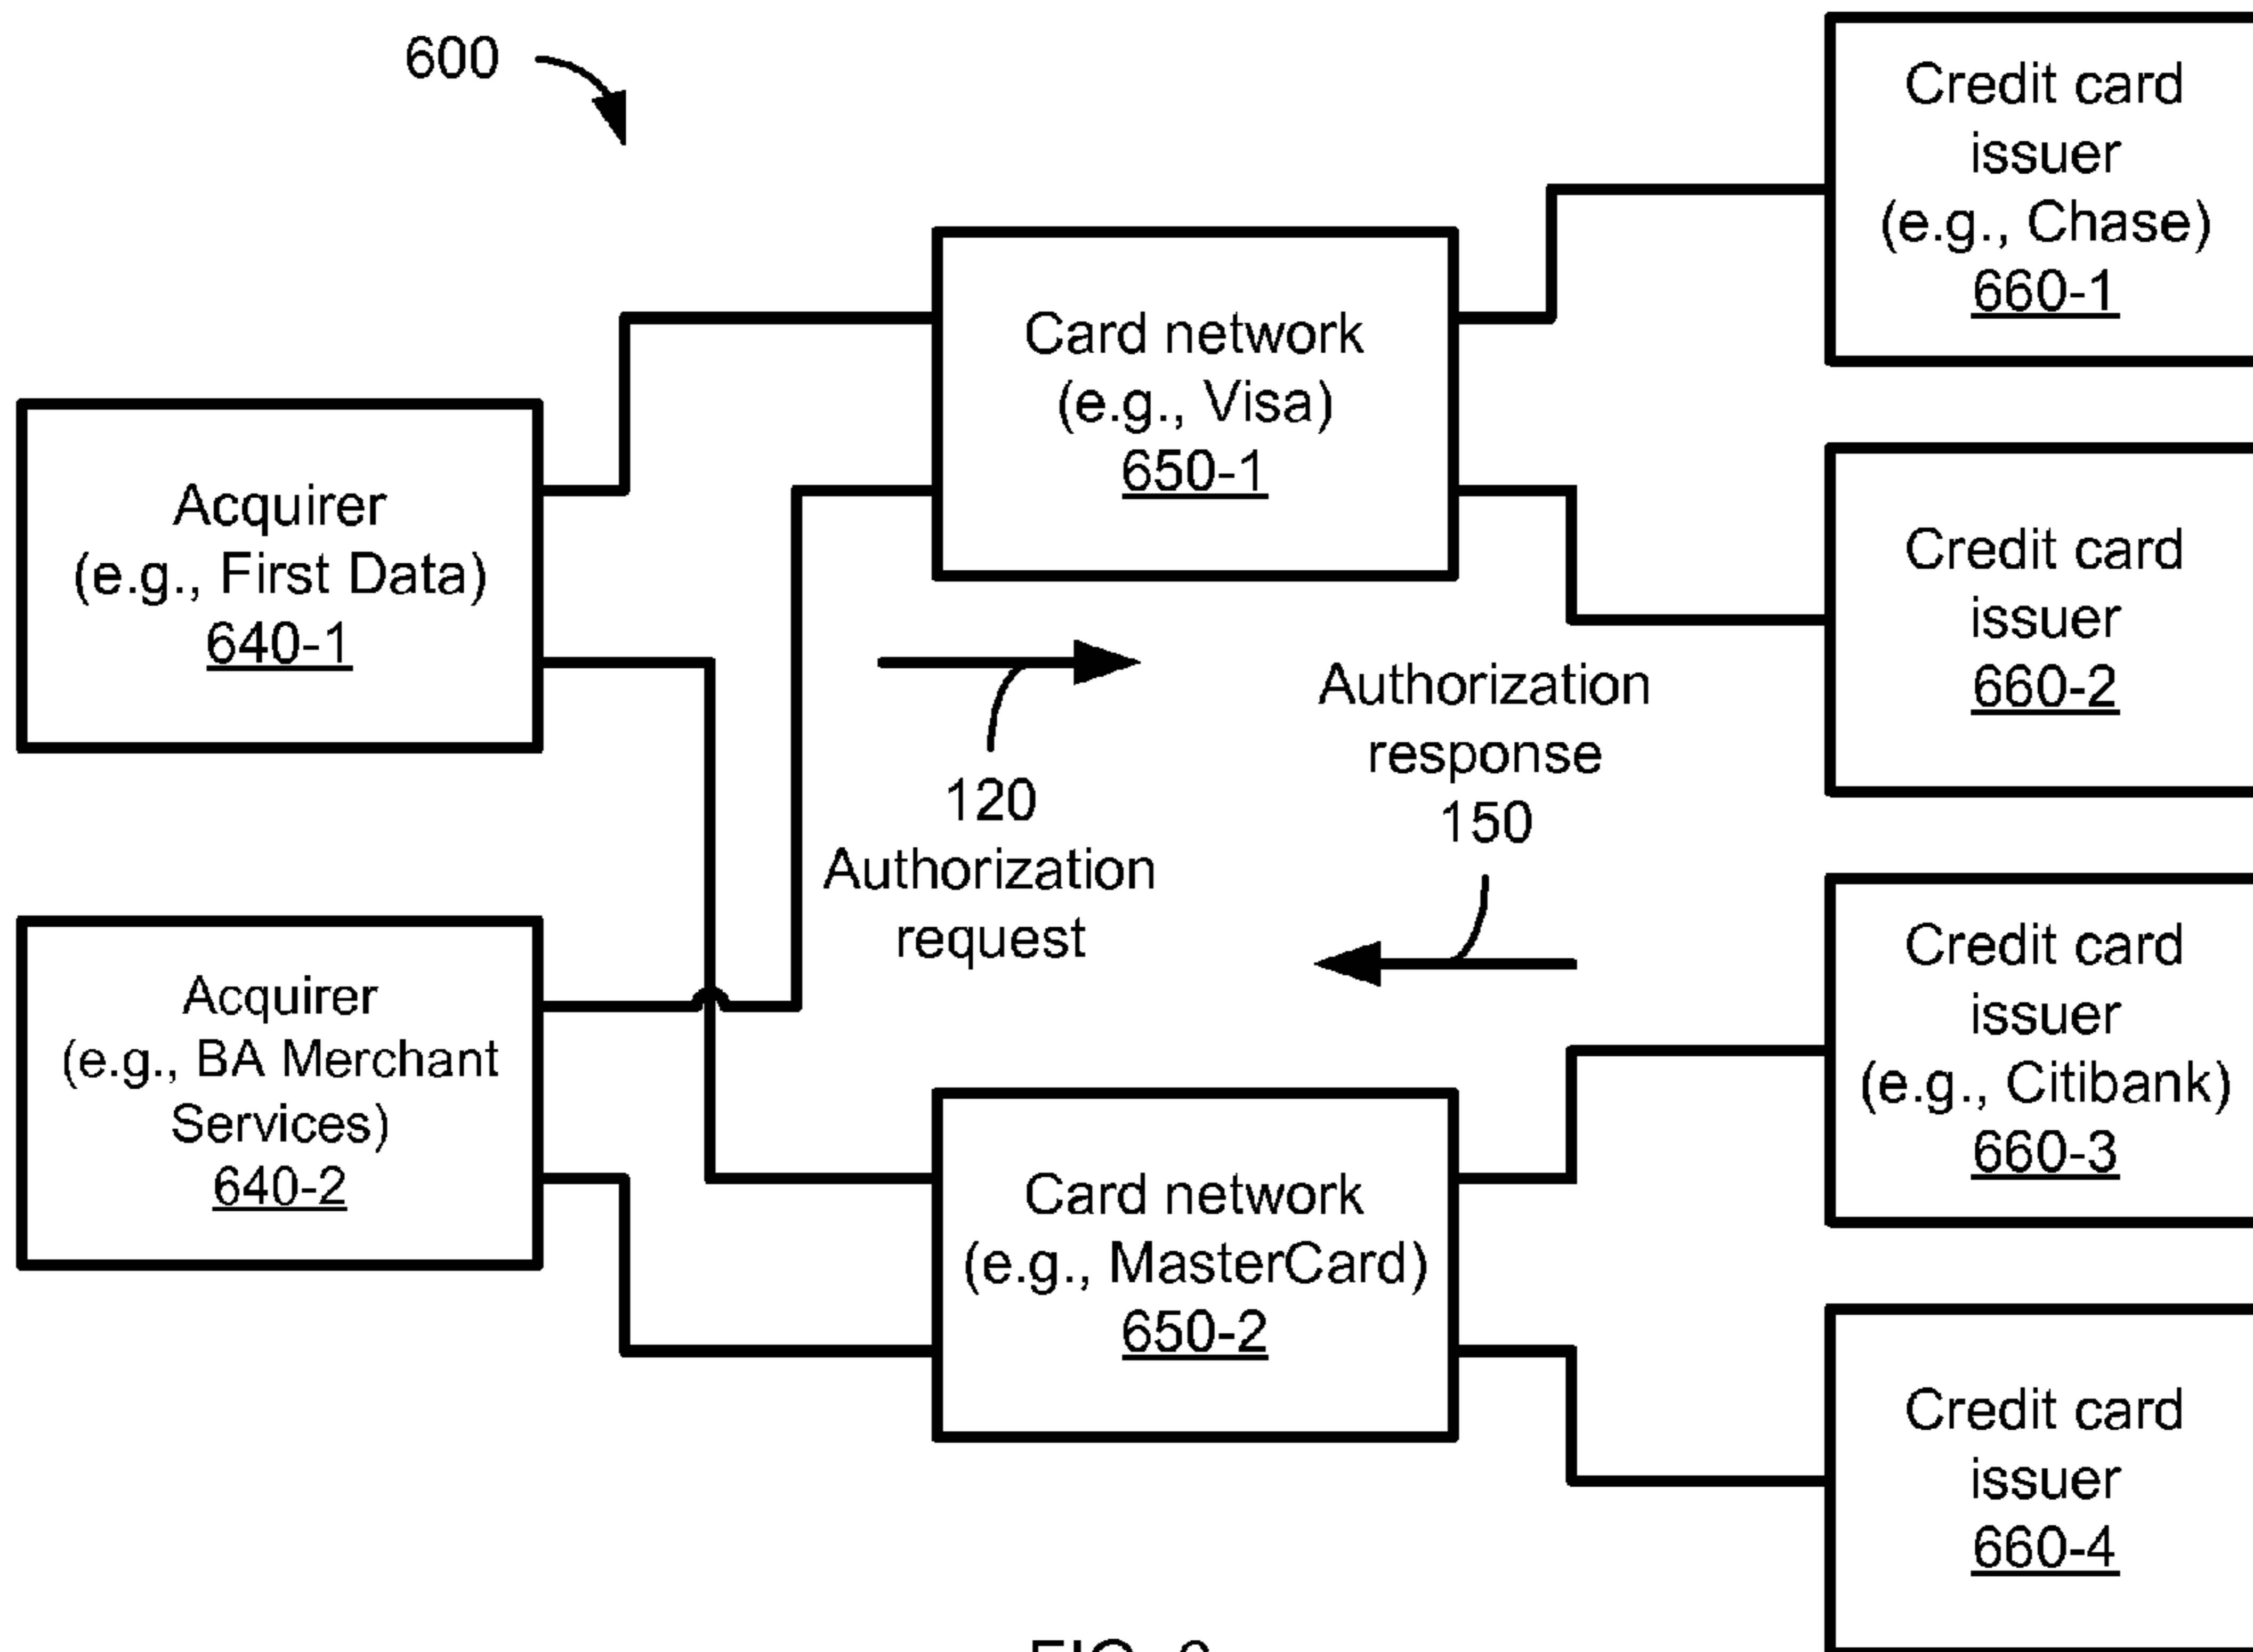 600
Credit card
issuer
(e.g., Chase)
660-1
Card network
(e.g., Visa)
650-1
Acquirer
(e.g., First Data)
640-1
Credit card
issuer
660-2
120
Authorization
request
Authorization
response
150
Acquirer
(e.g., BA Merchant
Services)
640-2
Credit card
issuer
(e.g., Citibank)
660-3
Card network
(e.g., MasterCard)
650-2
Credit card
issuer
660-4
FIG.